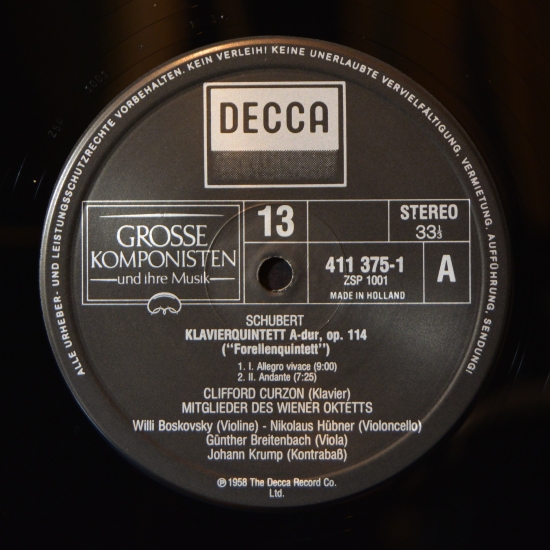 ALLE URHEBER- UND LEISTUNGSSCHUTZRECHTE VORBEHALTEN. KEIN VERLEIH! KEINE UNERLAUBTE VERVIELFÄLTIGUNG, VERMIETUNG, AUFFÜHRUNG, SENDUNG!
DECCA
GROSSE
KOMPONISTEN
und ihre Musik
13
STEREO
33⅓
411 375-1
ZSP 1001
MADE IN HOLLAND
A
SCHUBERT
KLAVIERQUINTETT A-dur, op. 114
("Forellenquintett")
1. I. Allegro vivace (9:00)
2. II. Andante (7:25)
CLIFFORD CURZON (Klavier)
MITGLIEDER DES WIENER OKTETTS
Willi Boskovsky (Violine) - Nikolaus Hübner (Violoncello)
Günther Breitenbach (Viola)
Johann Krump (Kontrabaß)
℗ 1958 The Decca Record Co.
Ltd.